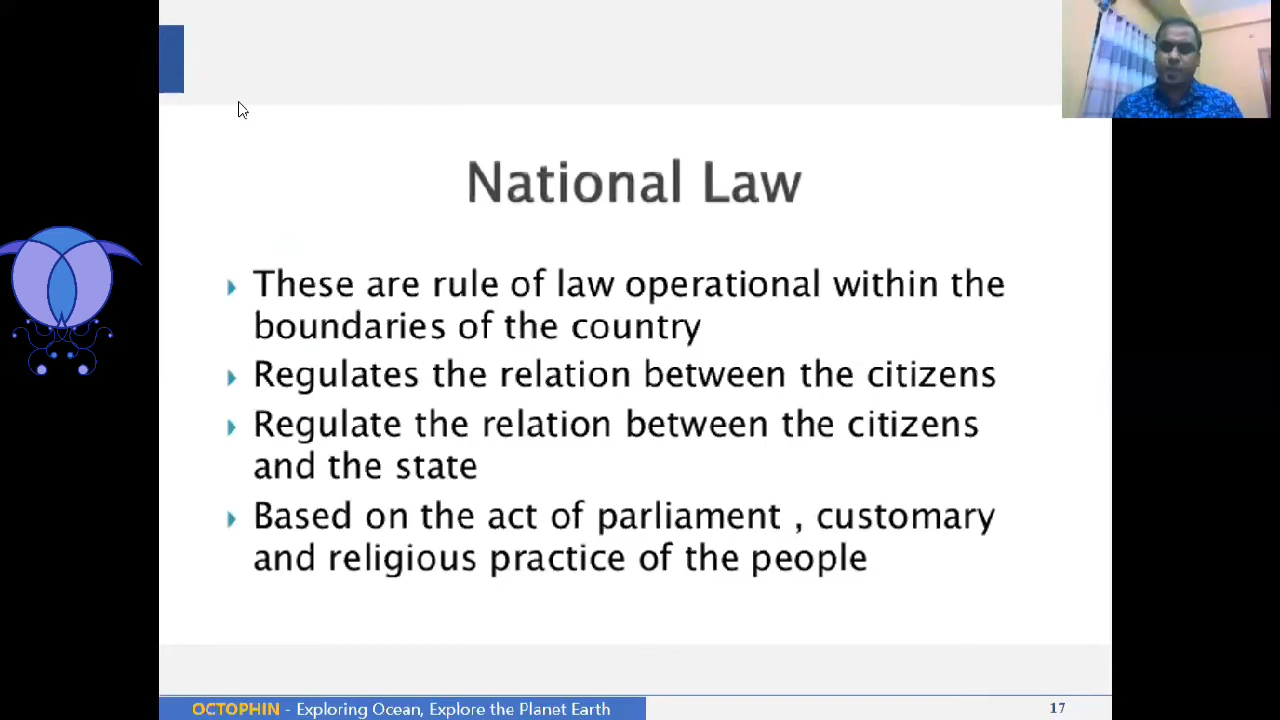 National Law
These are rule of law operational within the
boundaries of the country
Regulates the relation between the citizens
Regulate the relation between the citizens
and the state
Based on the act of parliament , customary
and religious practice of the people
OCTOPHIN - Exploring Ocean, Explore the Planet Earth
17